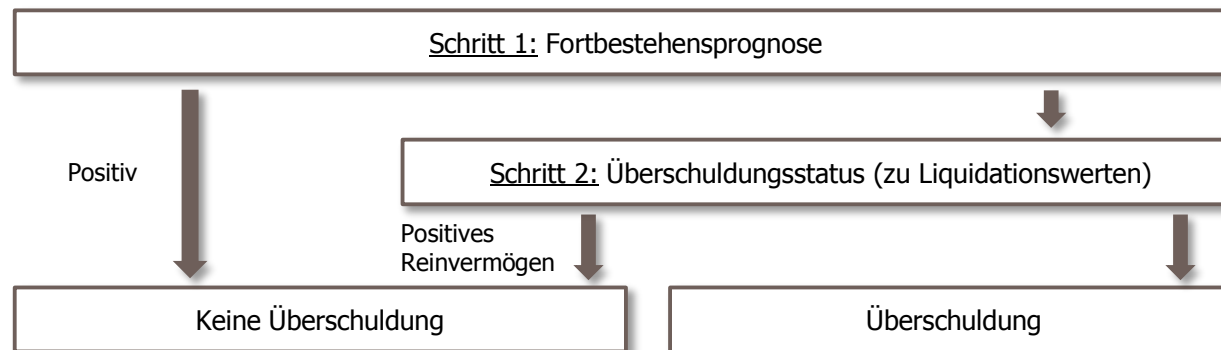 Schritt 1: Fortbestehensprognose
Positiv
Schritt 2: Überschuldungsstatus (zu Liquidationswerten)
Positives
Reinvermögen
Keine Überschuldung
Überschuldung